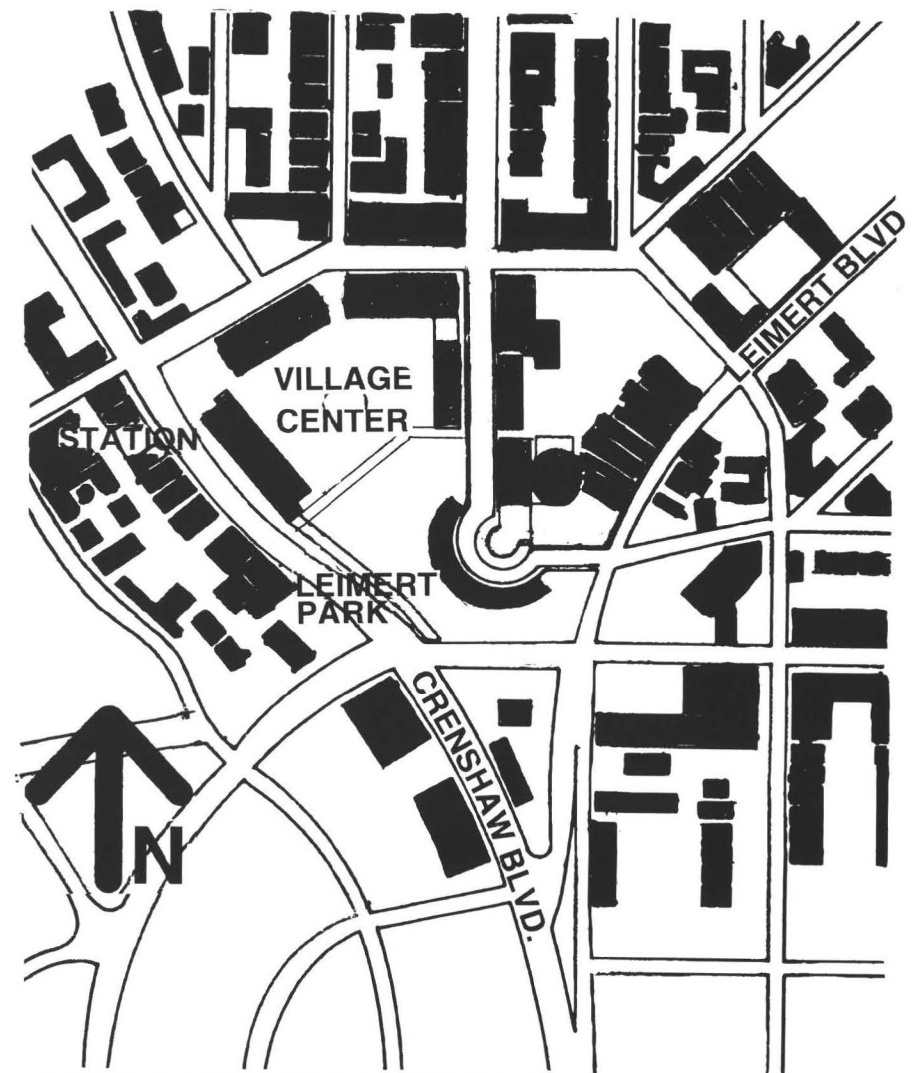 EIMERT BLVD
VILLAGE
CENTER
STATION
LEIMERT
PARK
CRENSHAW BLVD.
N